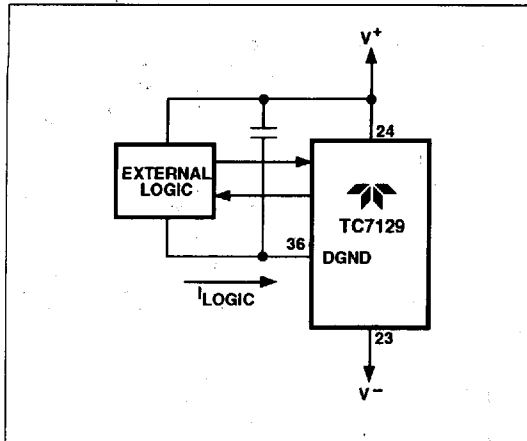 V+
24
EXTERNAL
LOGIC
TC7129
36
DGND
ILOGIC
23
V–